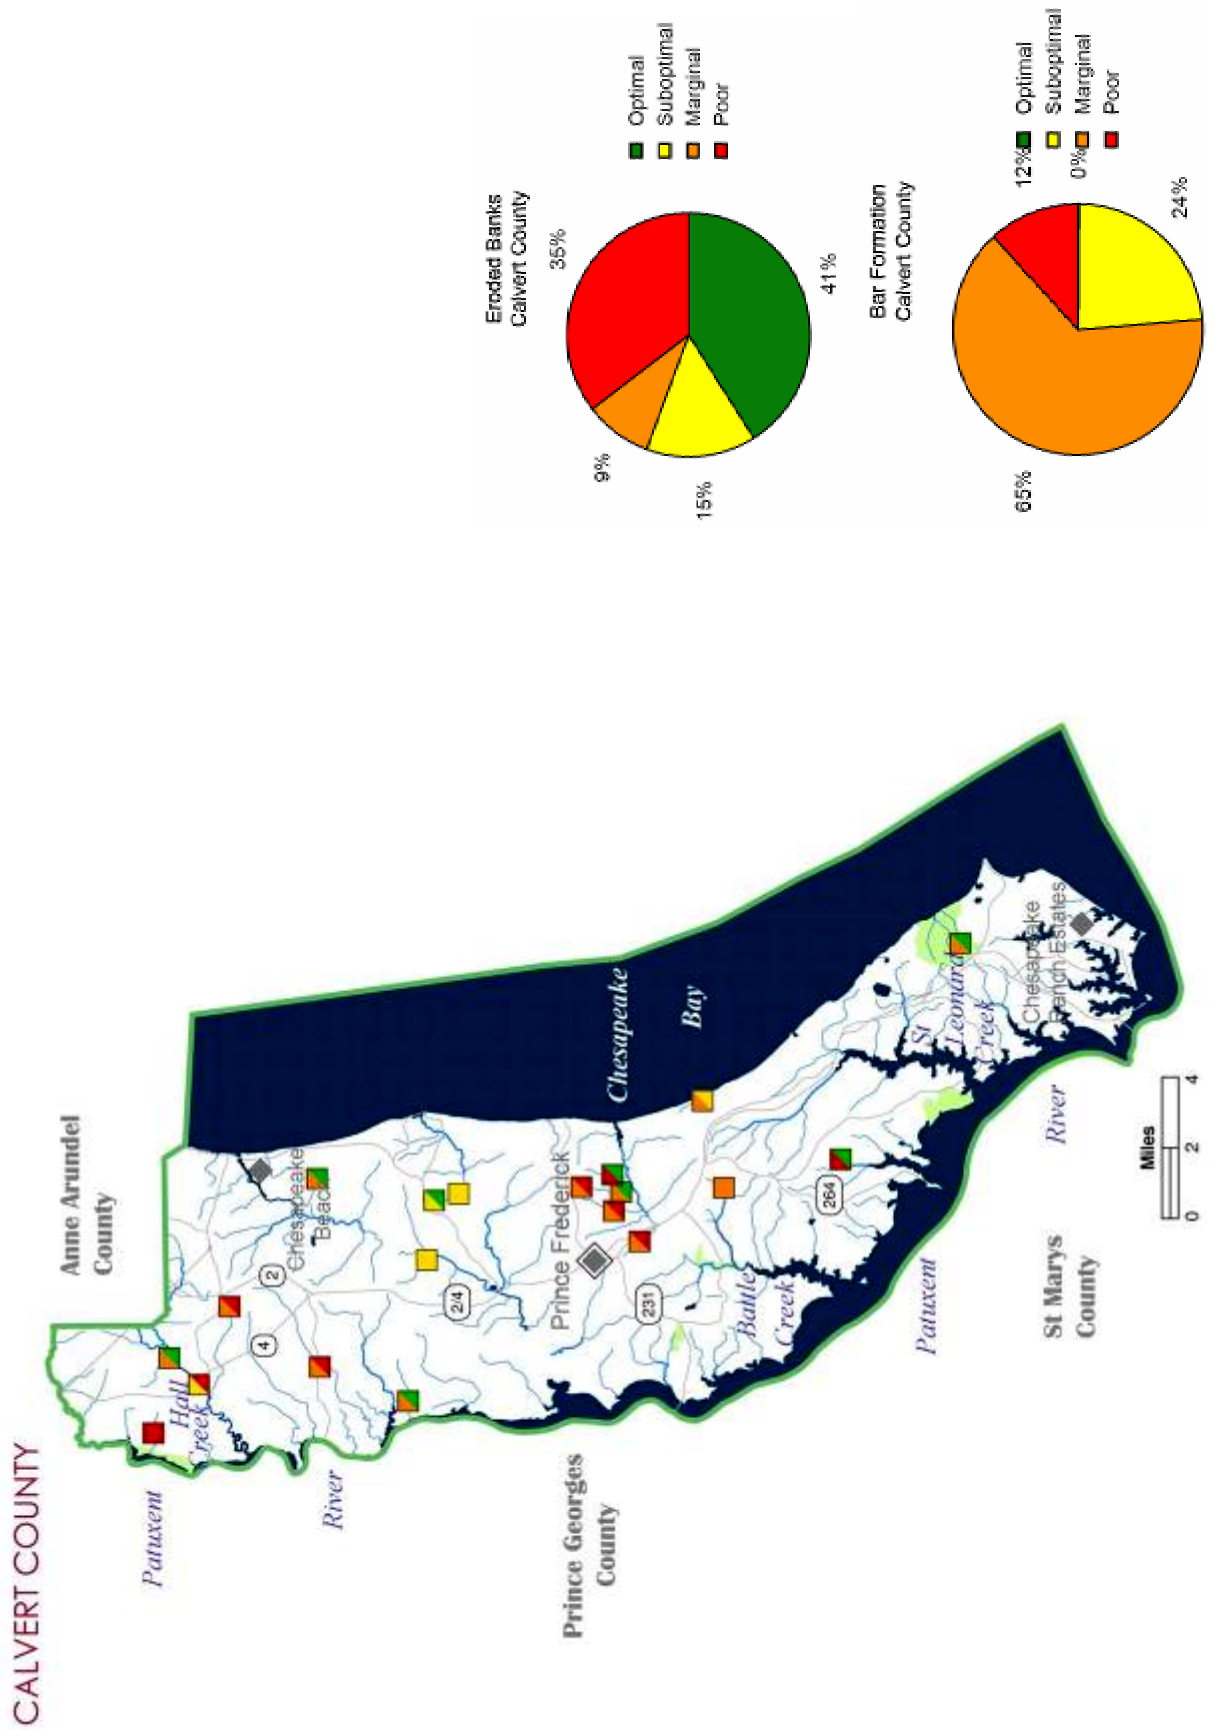 CALVERT COUNTY
Anne Arundel
County
Patuxent
Hall
Creek
River
4
2
Chesapeake
Beach
2/4
Prince Georges
County
Prince Frederick
231
Chesapeake
Bay
Battle
Creek
264
Patuxent
River
St
Leonard
Creek
Chesapeake
Ranch Estates
St Marys
County
Miles
0 2 4
Eroded Banks
Calvert County
35%
9%
15%
41%
Optimal
Suboptimal
Marginal
Poor
Bar Formation
Calvert County
12%
0%
24%
65%
Optimal
Suboptimal
Marginal
Poor